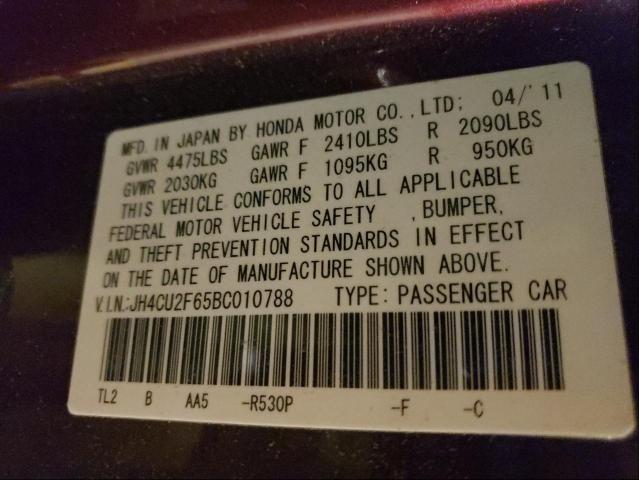 MFD. IN JAPAN BY HONDA MOTOR CO.,LTD: 04/'11
GVWR 4475LBS GAWR F 2410LBS R 2090LBS
GVWR 2030KG GAWR F 1095KG R 950KG
THIS VEHICLE CONFORMS TO ALL APPLICABLE
FEDERAL MOTOR VEHICLE SAFETY ,BUMPER,
AND THEFT PREVENTION STANDARDS IN EFFECT
ON THE DATE OF MANUFACTURE SHOWN ABOVE.
V.I.N.:JH4CU2F65BC010788 TYPE: PASSENGER CAR
TL2 B AA5 -R530P -F -C